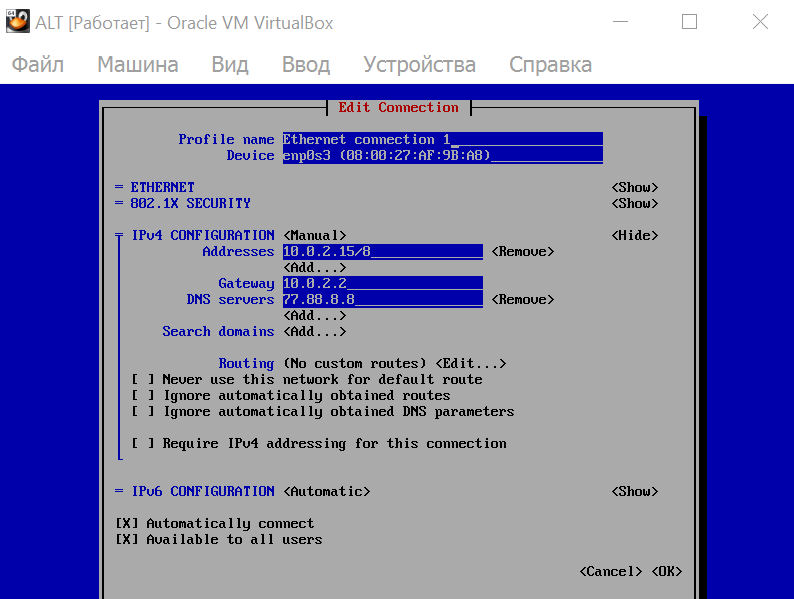 64
ALT [Работает] - Oracle VM VirtualBox
Файл Машина Вид Ввод Устройства Справка
Edit Connection
Profile name Ethernet connection 1_
Device enp0s3 (08:00:27:AF:9B:A8)
= ETHERNET <Show>
= 802.1X SECURITY <Show>
IPv4 CONFIGURATION <Manual> <Hide>
Addresses 10.0.2.15/8 <Remove>
<Add...>
Gateway 10.0.2.2
DNS servers 77.88.8.8 <Remove>
<Add...>
Search domains <Add...>
Routing (No custom routes) <Edit...>
[ ] Never use this network for default route
[ ] Ignore automatically obtained routes
[ ] Ignore automatically obtained DNS parameters
[ ] Require IPv4 addressing for this connection
= IPv6 CONFIGURATION <Automatic> <Show>
[X] Automatically connect
[X] Available to all users
<Cancel> <OK>